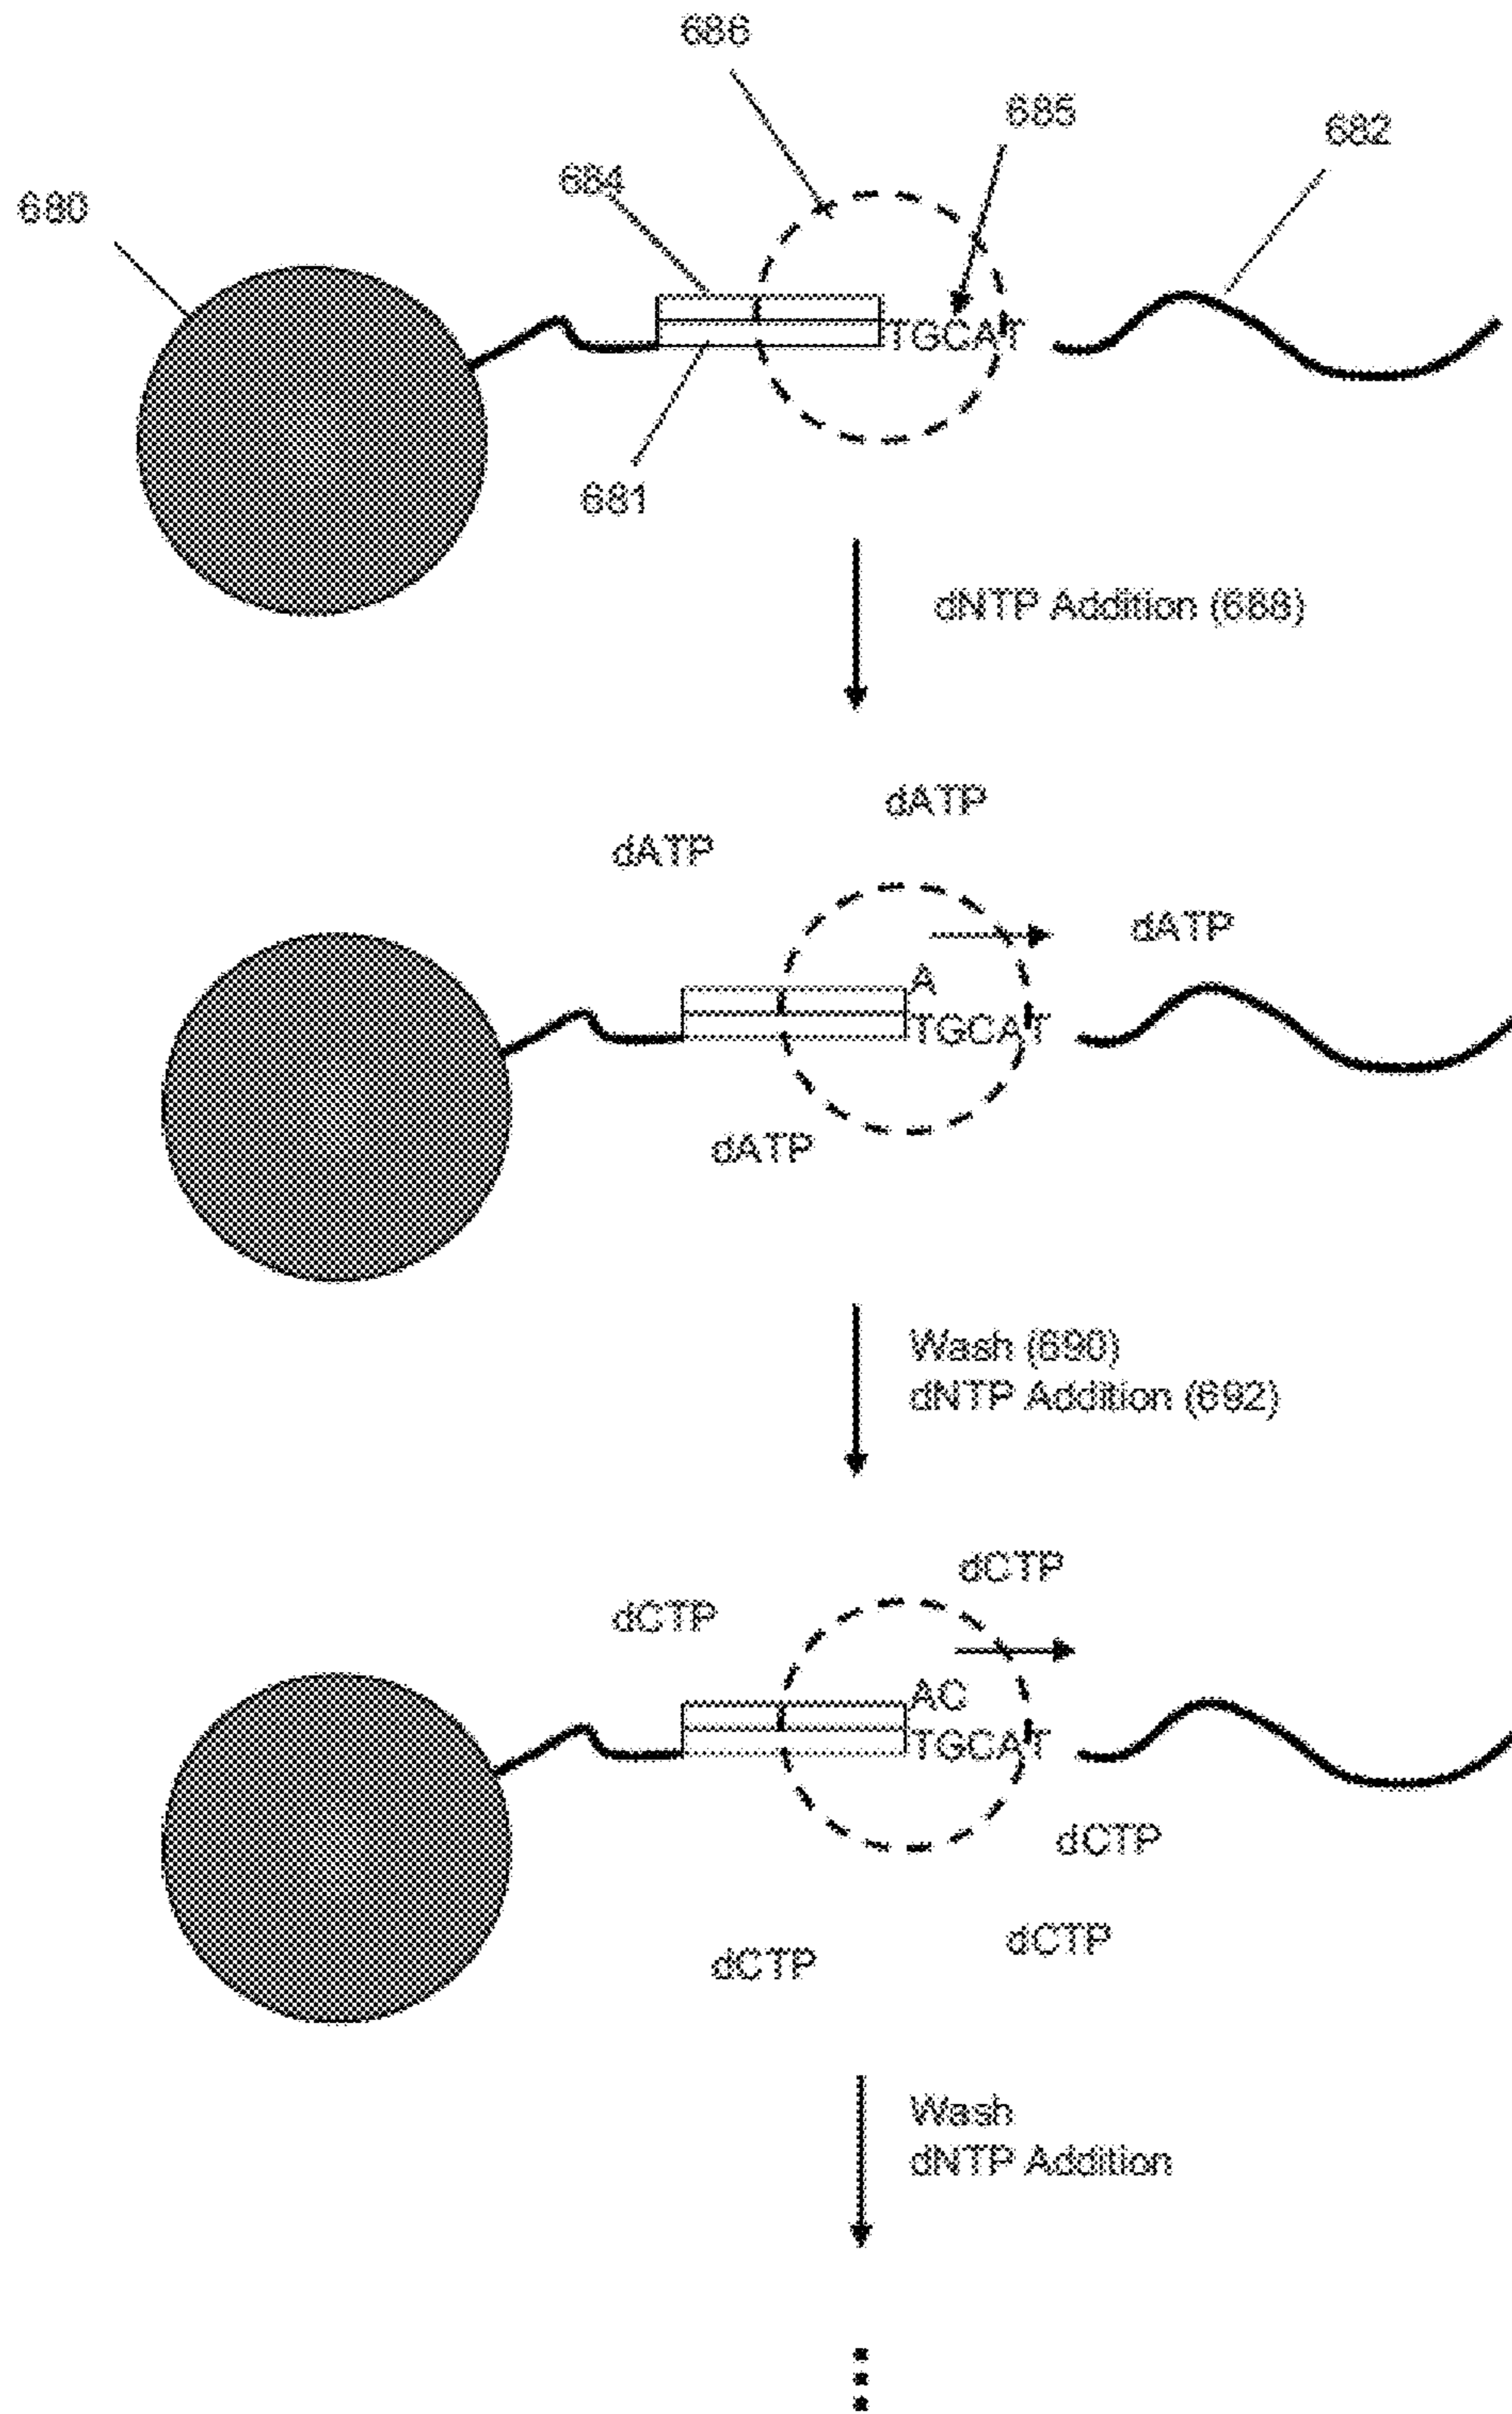 686
685
682
684
680
TGCAT
681
dNTP Addition (688)
dATP
dATP
dATP
A
TGCAT
dATP
Wash (690)
dNTP Addition (692)
dCTP
dCTP
AC
TGCAT
dCTP
dCTP
dCTP
Wash
dNTP Addition